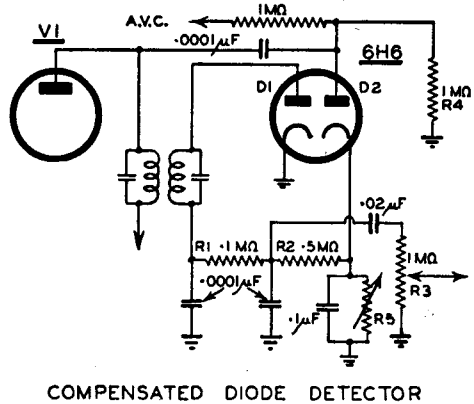 1MΩ
V1
A.V.C.
.0001μF
6H6
D1
D2
1MΩ
R4
.02μF
R1 .1MΩ
R2 .5MΩ
1MΩ
R3
.0001μF
.1μF
R5
COMPENSATED DIODE DETECTOR